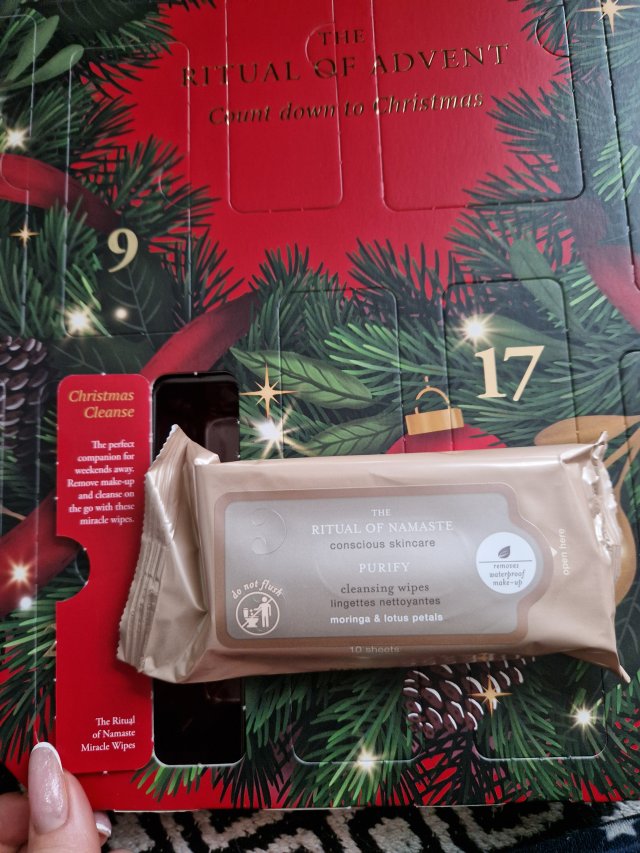 THE
RITUAL OF ADVENT
Count down to Christmas
9
17
Christmas
Cleanse
The perfect
companion for
weekends away.
Remove make-up
and cleanse on
the go with these
miracle wipes.
The Ritual
of Namaste
Miracle Wipes
THE
RITUAL OF NAMASTE
conscious skincare
PURIFY
cleansing wipes
lingettes nettoyantes
moringa & lotus petals
10 sheets
do not flush
removes
waterproof
make-up
open here